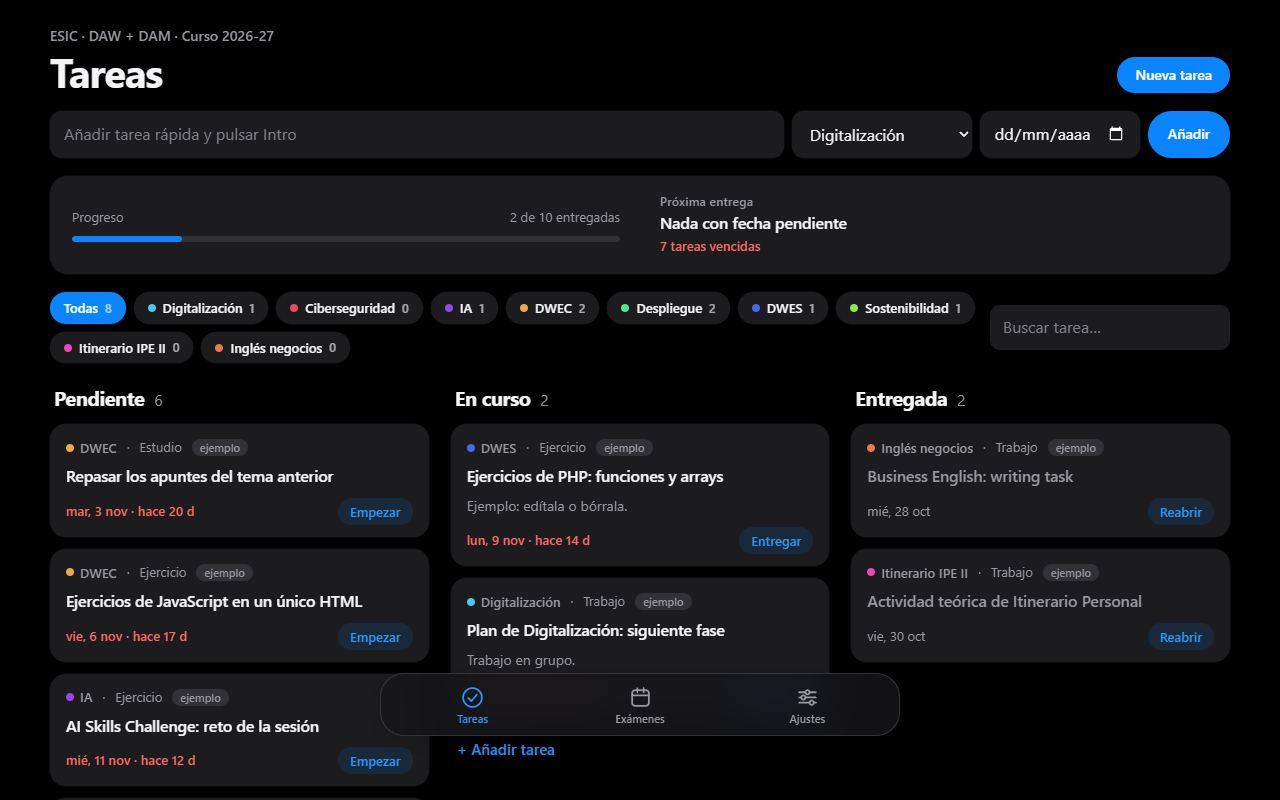 ESIC · DAW + DAM · Curso 2026-27
Tareas
Nueva tarea
Añadir tarea rápida y pulsar Intro
Digitalización
dd/mm/aaaa
Añadir
Progreso
2 de 10 entregadas
Próxima entrega
Nada con fecha pendiente
7 tareas vencidas
Todas 8
Digitalización 1
Ciberseguridad 0
IA 1
DWEC 2
Despliegue 2
DWES 1
Sostenibilidad 1
Itinerario IPE II 0
Inglés negocios 0
Buscar tarea...
Pendiente 6
DWEC · Estudio ejemplo
Repasar los apuntes del tema anterior
mar, 3 nov · hace 20 d
Empezar
DWEC · Ejercicio ejemplo
Ejercicios de JavaScript en un único HTML
vie, 6 nov · hace 17 d
Empezar
IA · Ejercicio ejemplo
AI Skills Challenge: reto de la sesión
mié, 11 nov · hace 12 d
Empezar
En curso 2
DWES · Ejercicio ejemplo
Ejercicios de PHP: funciones y arrays
Ejemplo: edítala o bórrala.
lun, 9 nov · hace 14 d
Entregar
Digitalización · Trabajo ejemplo
Plan de Digitalización: siguiente fase
Trabajo en grupo.
+ Añadir tarea
Entregada 2
Inglés negocios · Trabajo ejemplo
Business English: writing task
mié, 28 oct
Reabrir
Itinerario IPE II · Trabajo ejemplo
Actividad teórica de Itinerario Personal
vie, 30 oct
Reabrir
Tareas
Exámenes
Ajustes